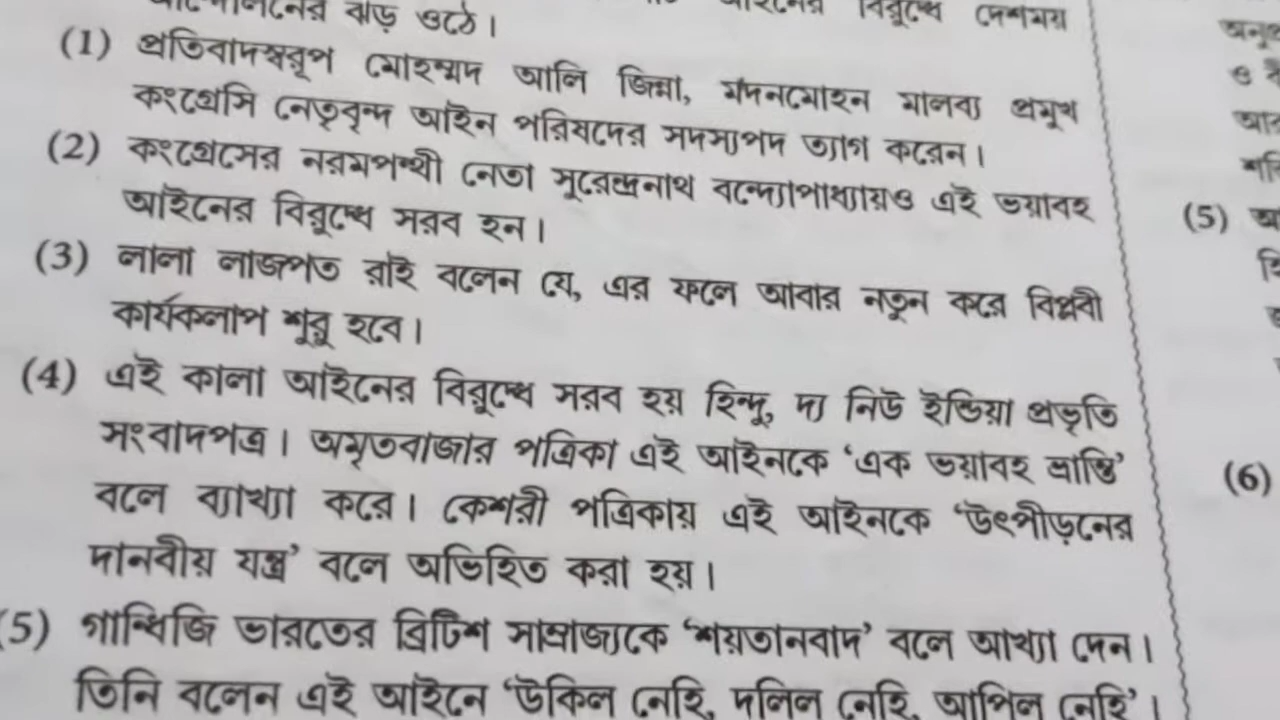 ঝড় ওঠে।
বিরুদ্ধে দেশময়
(1) প্রতিবাদস্বরূপ মোহম্মদ আলি জিন্না, মদনমোহন মালব্য প্রমুখ
কংগ্রেসি নেতৃবৃন্দ আইন পরিষদের সদস্যপদ ত্যাগ করেন।
(2) কংগ্রেসের নরমপন্থী নেতা সুরেন্দ্রনাথ বন্দ্যোপাধ্যায়ও এই ভয়াবহ
আইনের বিরুদ্ধে সরব হন।
(3) লালা লাজপত রাই বলেন যে, এর ফলে আবার নতুন করে বিপ্লবী
কার্যকলাপ শুরু হবে।
(4) এই কালা আইনের বিরুদ্ধে সরব হয় হিন্দু, দ্য নিউ ইন্ডিয়া প্রভৃতি
সংবাদপত্র। অমৃতবাজার পত্রিকা এই আইনকে ‘এক ভয়াবহ ভ্রান্তি’
বলে ব্যাখ্যা করে। কেশরী পত্রিকায় এই আইনকে ‘উৎপীড়নের
দানবীয় যন্ত্র’ বলে অভিহিত করা হয়।
(5) গান্ধিজি ভারতের ব্রিটিশ সাম্রাজ্যকে ‘শয়তানবাদ’ বলে আখ্যা দেন।
তিনি বলেন এই আইনে ‘উকিল নেহি, দলিল নেহি, আপিল নেহি’।
ও
(5)
(6)